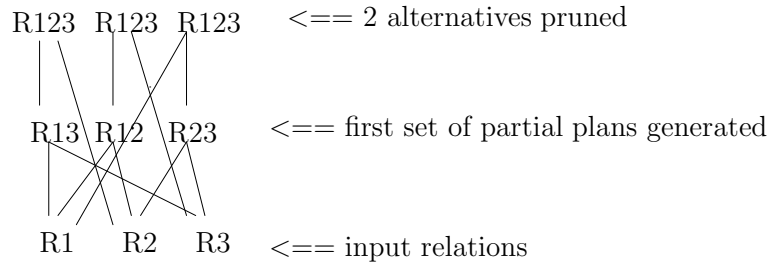 R123 R123 R123 <== 2 alternatives pruned
R13 R12 R23 <== first set of partial plans generated
R1 R2 R3 <== input relations